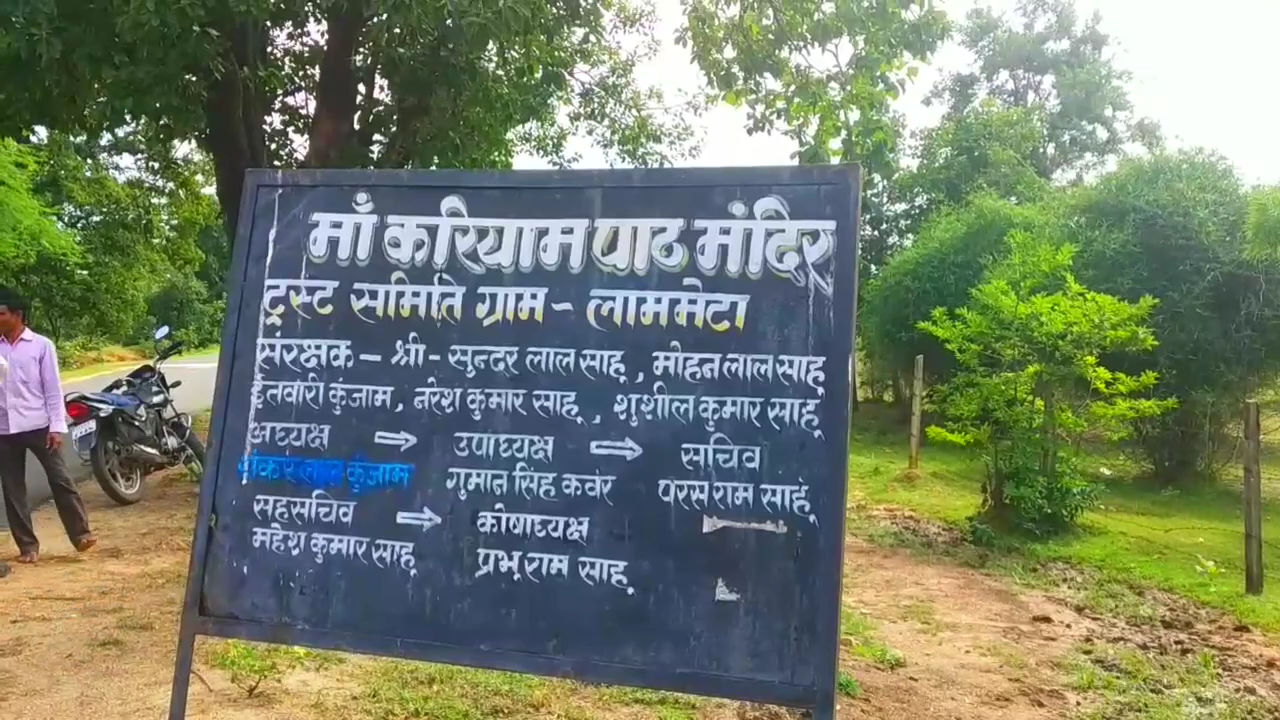 माँ करियाम पाठ मंदिर
ट्रस्ट समिति ग्राम - लाममेटा
संरक्षक - श्री - सुन्दर लाल साहू , मोहन लाल साहू
इतवारी कुंजाम, नरेश कुमार साहू , शुशील कुमार साहू
अध्यक्ष ⇒ उपाध्यक्ष ⇒ सचिव
शंकर लाल कुंजाम गुमान सिंह कवंर परस राम साहू
सहसचिव ⇒ कोषाध्यक्ष
महेश कुमार साहू प्रभू राम साहू